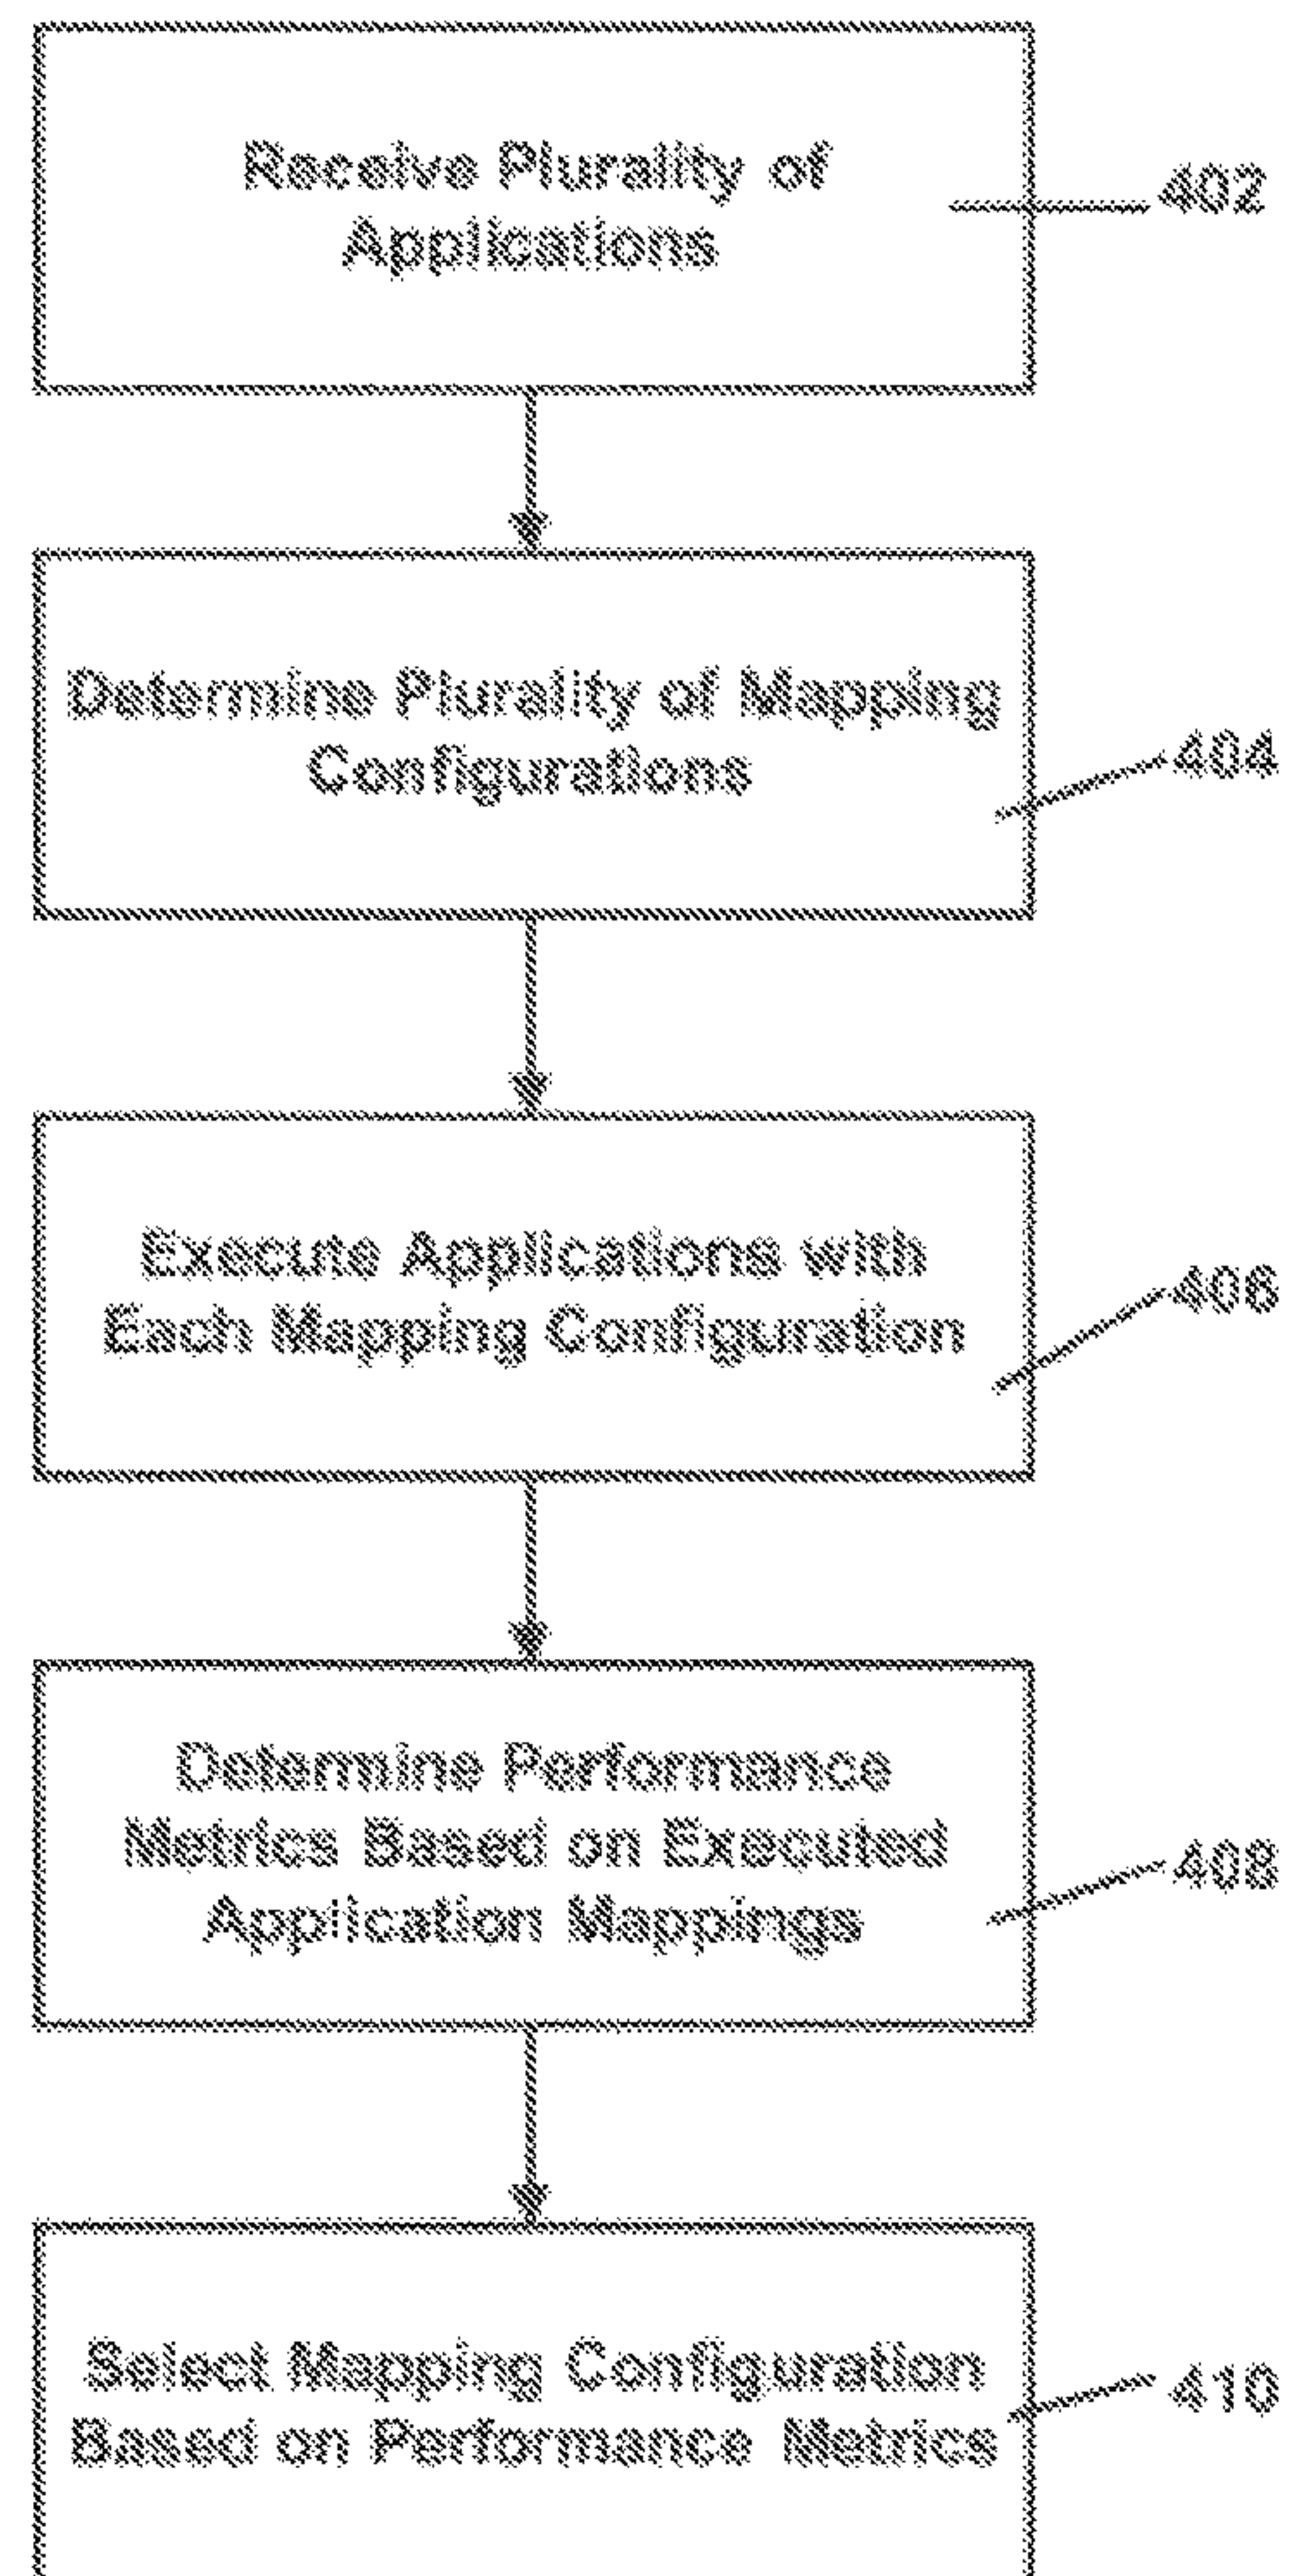 Receive Plurality of
Applications
402
Determine Plurality of Mapping
Configurations
404
Execute Applications with
Each Mapping Configuration
406
Determine Performance
Metrics Based on Executed
Application Mappings
408
Select Mapping Configuration
Based on Performance Metrics
410